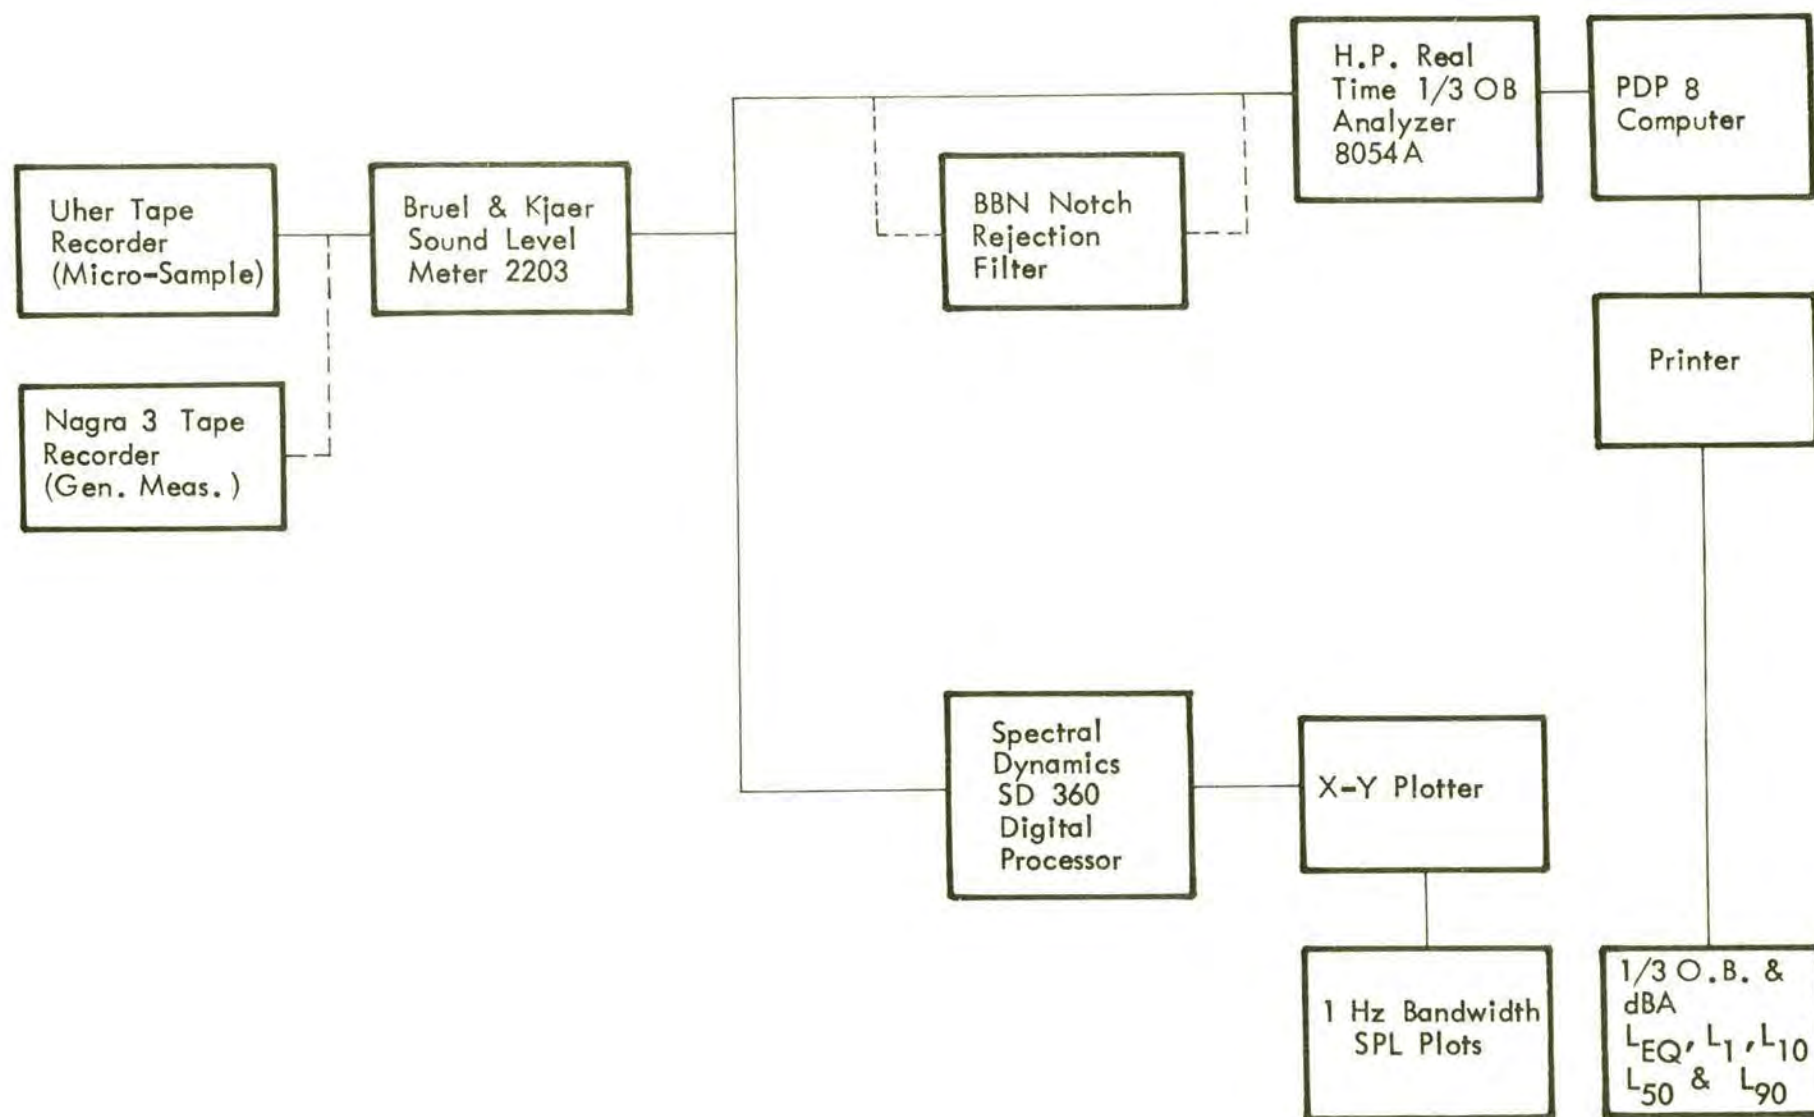 Uher Tape
Recorder
(Micro-Sample)
Nagra 3 Tape
Recorder
(Gen. Meas.)
Bruel & Kjaer
Sound Level
Meter 2203
BBN Notch
Rejection
Filter
H.P. Real
Time 1/3 OB
Analyzer
8054A
PDP 8
Computer
Printer
Spectral
Dynamics
SD 360
Digital
Processor
X-Y Plotter
1 Hz Bandwidth
SPL Plots
1/3 O.B. &
dBA
LEQ, L1, L10
L50 & L90